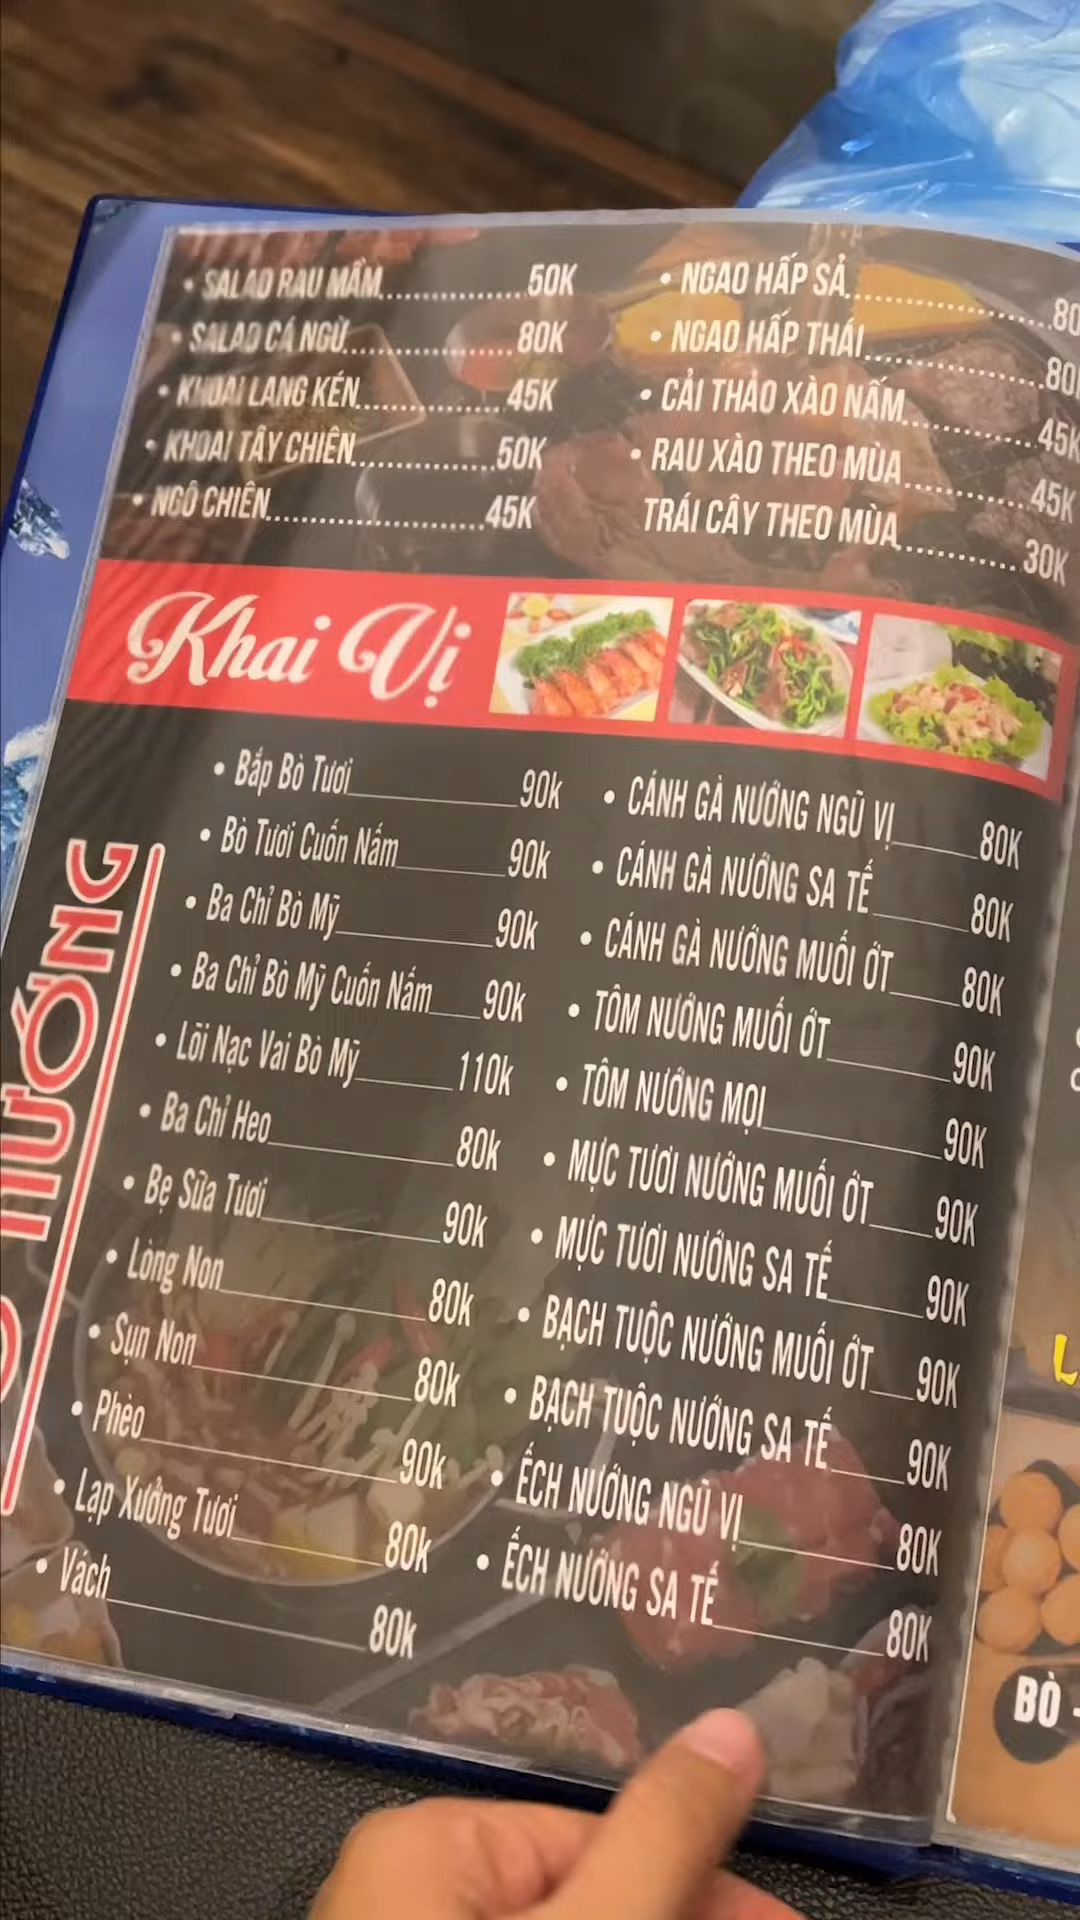 • SALAD RAU MẦM 50K
• SALAD CÁ NGỪ 80K
• KHOAI LANG KÉN 45K
• KHOAI TÂY CHIÊN 50K
• NGÔ CHIÊN 45K
• NGAO HẤP SẢ 80
• NGAO HẤP THÁI 80
• CẢI THẢO XÀO NẤM 45K
• RAU XÀO THEO MÙA 45K
TRÁI CÂY THEO MÙA 30K
Khai Vị
NƯỚNG
• Bắp Bò Tươi 90k
• Bò Tươi Cuốn Nấm 90k
• Ba Chỉ Bò Mỹ 90k
• Ba Chỉ Bò Mỹ Cuốn Nấm 90k
• Lõi Nạc Vai Bò Mỹ 110k
• Ba Chỉ Heo 80k
• Bẹ Sữa Tươi 90k
• Lòng Non 80k
• Sụn Non 80k
• Phèo 90k
• Lạp Xưởng Tươi 80k
• Vách 80k
• CÁNH GÀ NƯỚNG NGŨ VỊ 80K
• CÁNH GÀ NƯỚNG SA TẾ 80K
• CÁNH GÀ NƯỚNG MUỐI ỚT 80K
• TÔM NƯỚNG MUỐI ỚT 90K
• TÔM NƯỚNG MỌI 90K
• MỰC TƯƠI NƯỚNG MUỐI ỚT 90K
• MỰC TƯƠI NƯỚNG SA TẾ 90K
• BẠCH TUỘC NƯỚNG MUỐI ỚT 90K
• BẠCH TUỘC NƯỚNG SA TẾ 90K
• ẾCH NƯỚNG NGŨ VỊ 80K
• ẾCH NƯỚNG SA TẾ 80K
BÒ -